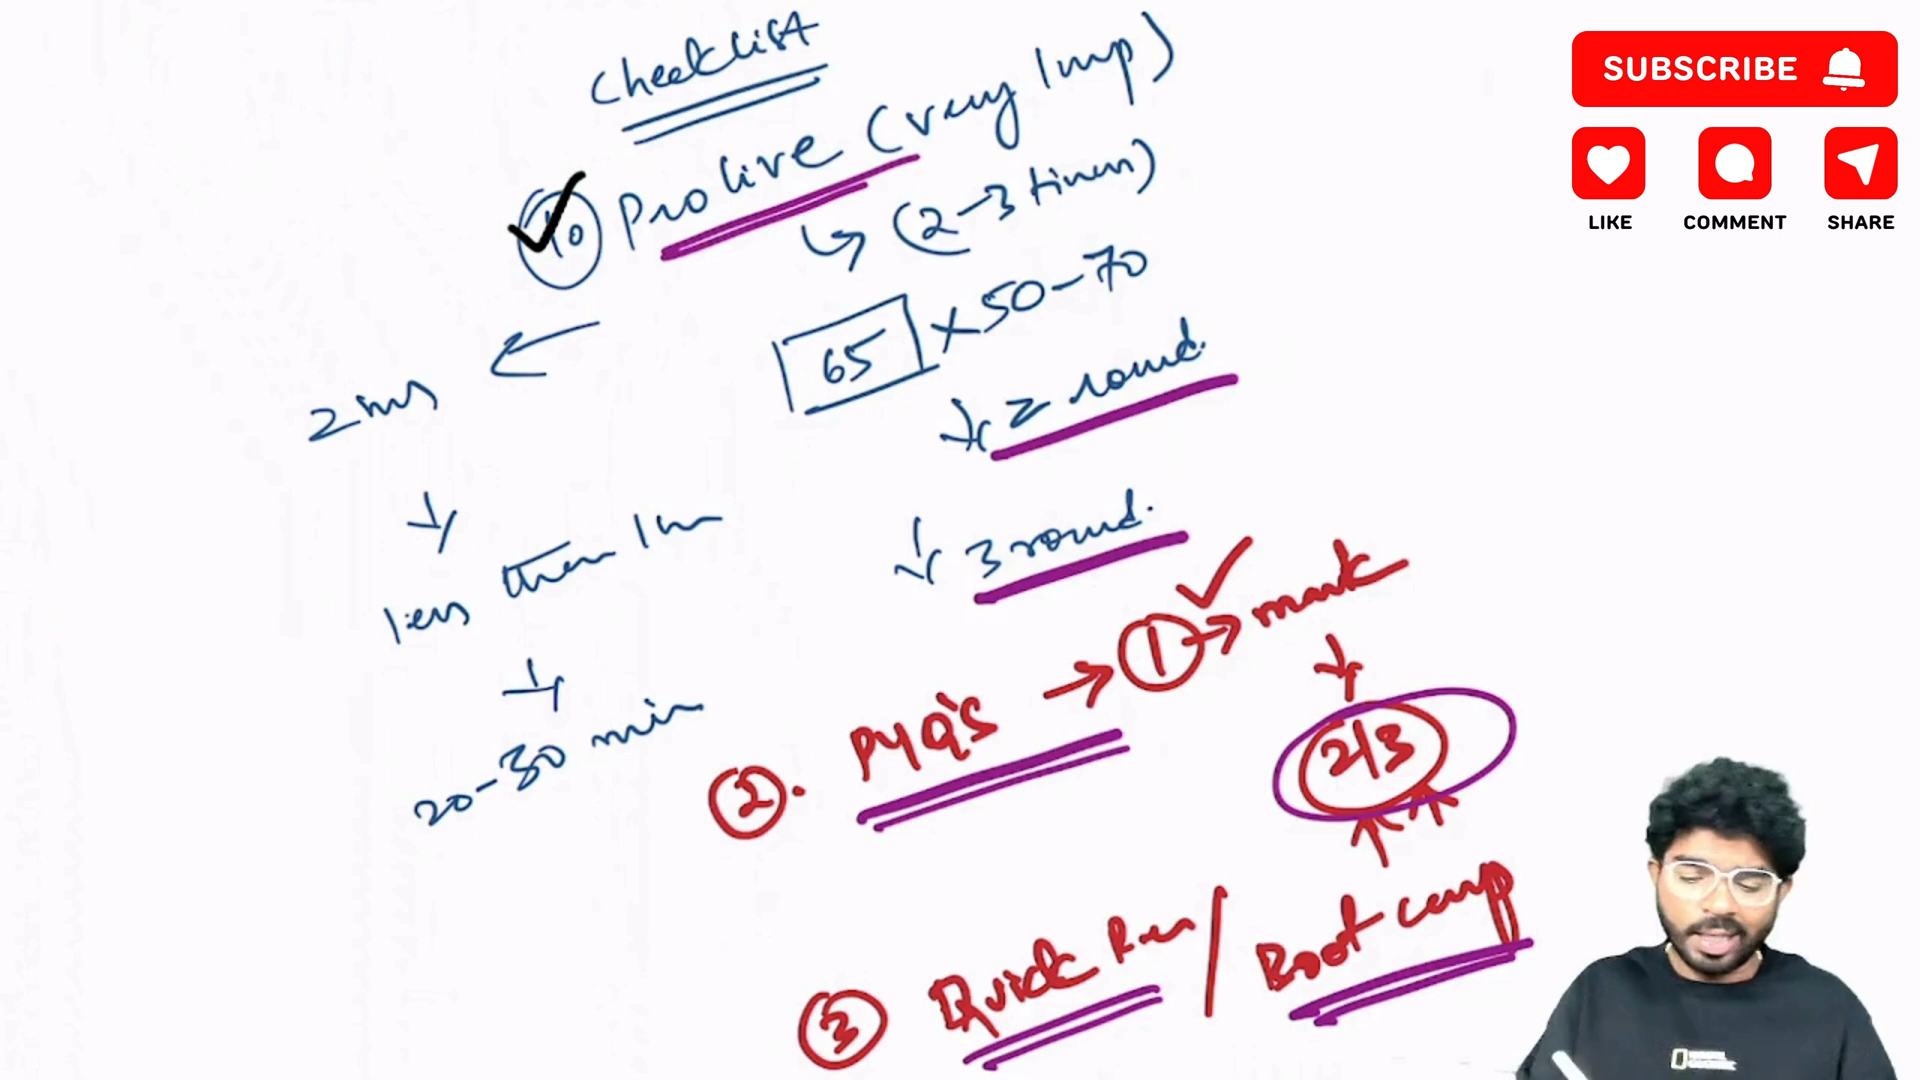 Checklist
Prolive (very Imp)
↳ (2-3 times)
65 × 50-70
↓ 2 round.
↓ 3 round.
2 hrs
↓
less than 1 hr
↓
20-30 min
2. PYQ's → 1 → mark
↓
2/3
3 Quick Rev / Boot camp
SUBSCRIBE
LIKE COMMENT SHARE